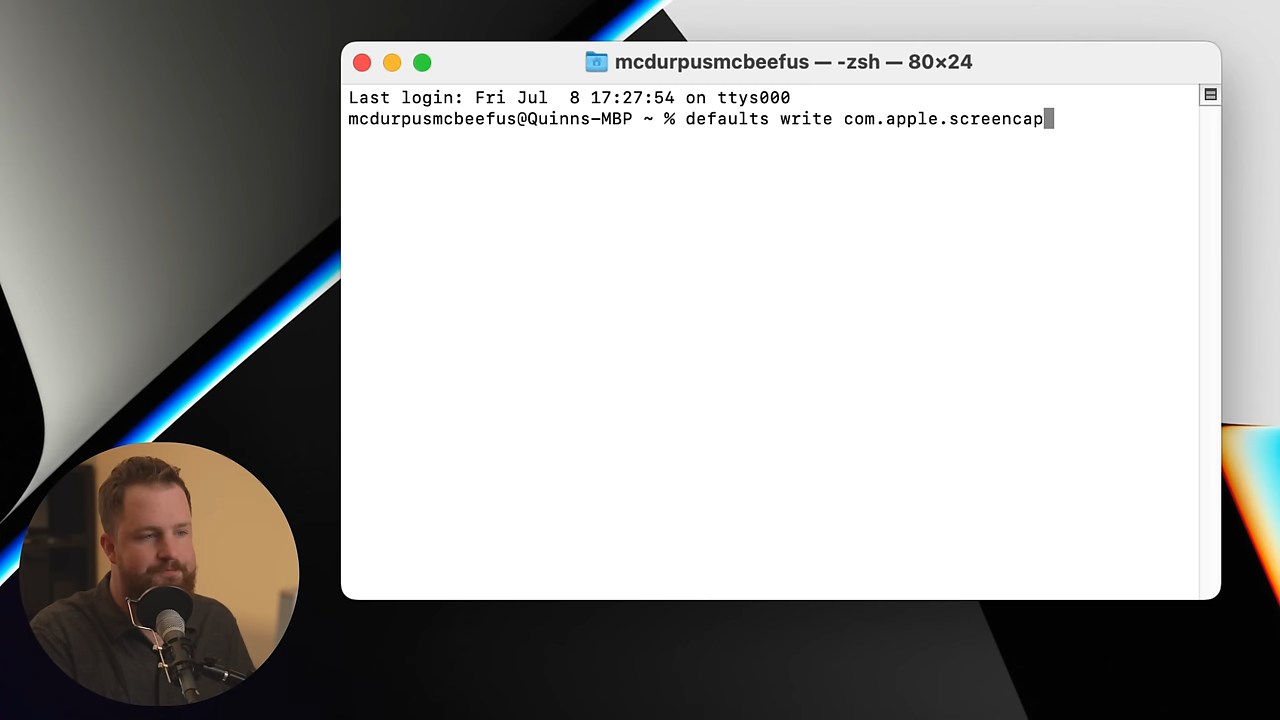 mcdurpusmcbeefus — -zsh — 80×24
Last login: Fri Jul  8 17:27:54 on ttys000
mcdurpusmcbeefus@Quinns-MBP ~ % defaults write com.apple.screencap